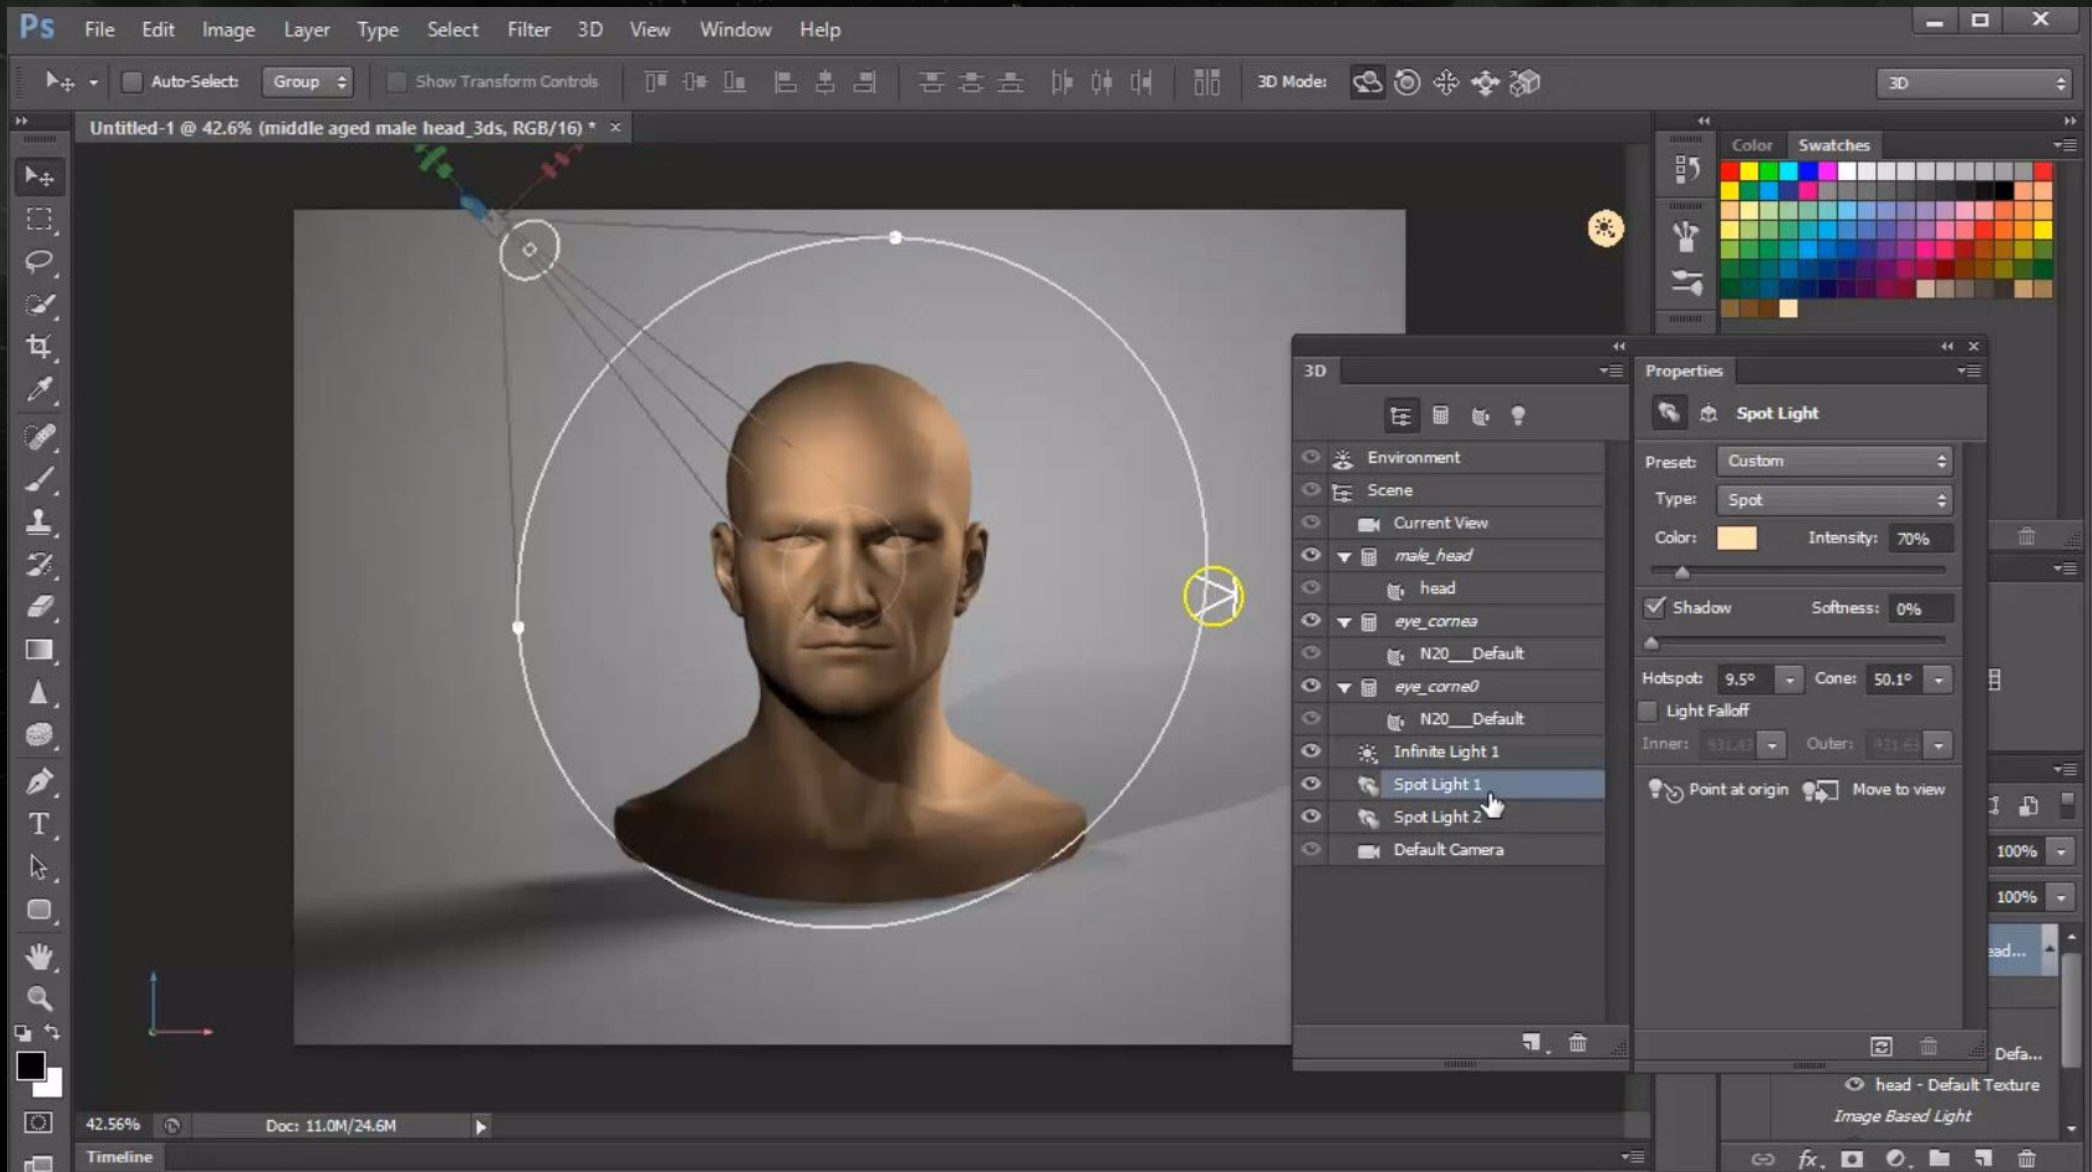 Ps File Edit Image Layer Type Select Filter 3D View Window Help
Auto-Select: Group Show Transform Controls 3D Mode: 3D
Untitled-1 @ 42.6% (middle aged male head_3ds, RGB/16) * ×
Color Swatches
3D
Environment
Scene
Current View
male_head
head
eye_cornea
N20___Default
eye_corne0
N20___Default
Infinite Light 1
Spot Light 1
Spot Light 2
Default Camera
Properties
Spot Light
Preset: Custom
Type: Spot
Color: Intensity: 70%
Shadow Softness: 0%
Hotspot: 9.5° Cone: 50.1°
Light Falloff
Inner: Outer:
Point at origin Move to view
100%
100%
ead...
Defa...
head - Default Texture
Image Based Light
fx
T
42.56% Doc: 11.0M/24.6M
Timeline